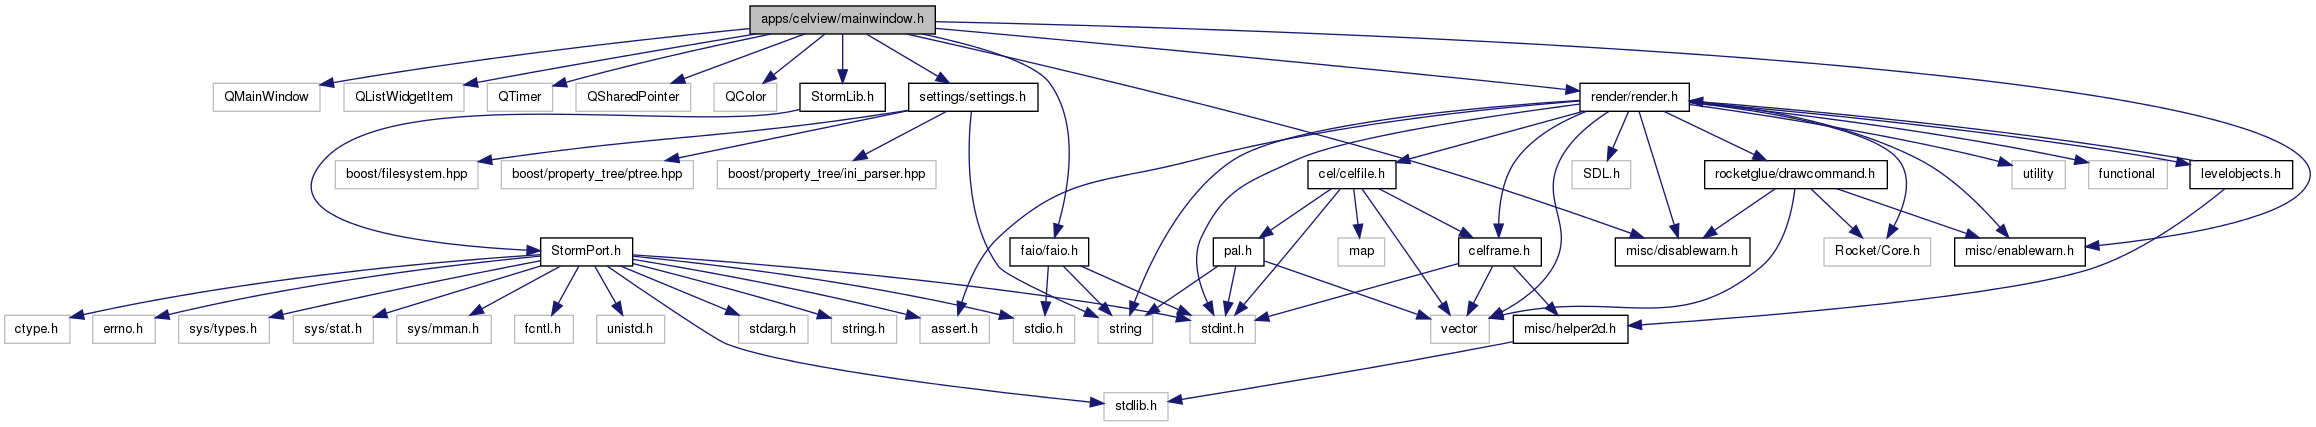 apps/celview/mainwindow.h
QMainWindow
QListWidgetItem
QTimer
QSharedPointer
QColor
StormLib.h
settings/settings.h
render/render.h
boost/filesystem.hpp
boost/property_tree/ptree.hpp
boost/property_tree/ini_parser.hpp
cel/celfile.h
SDL.h
rocketglue/drawcommand.h
utility
functional
levelobjects.h
StormPort.h
faio/faio.h
pal.h
map
celframe.h
misc/disablewarn.h
Rocket/Core.h
misc/enablewarn.h
ctype.h
errno.h
sys/types.h
sys/stat.h
sys/mman.h
fcntl.h
unistd.h
stdarg.h
string.h
assert.h
stdio.h
string
stdint.h
vector
misc/helper2d.h
stdlib.h